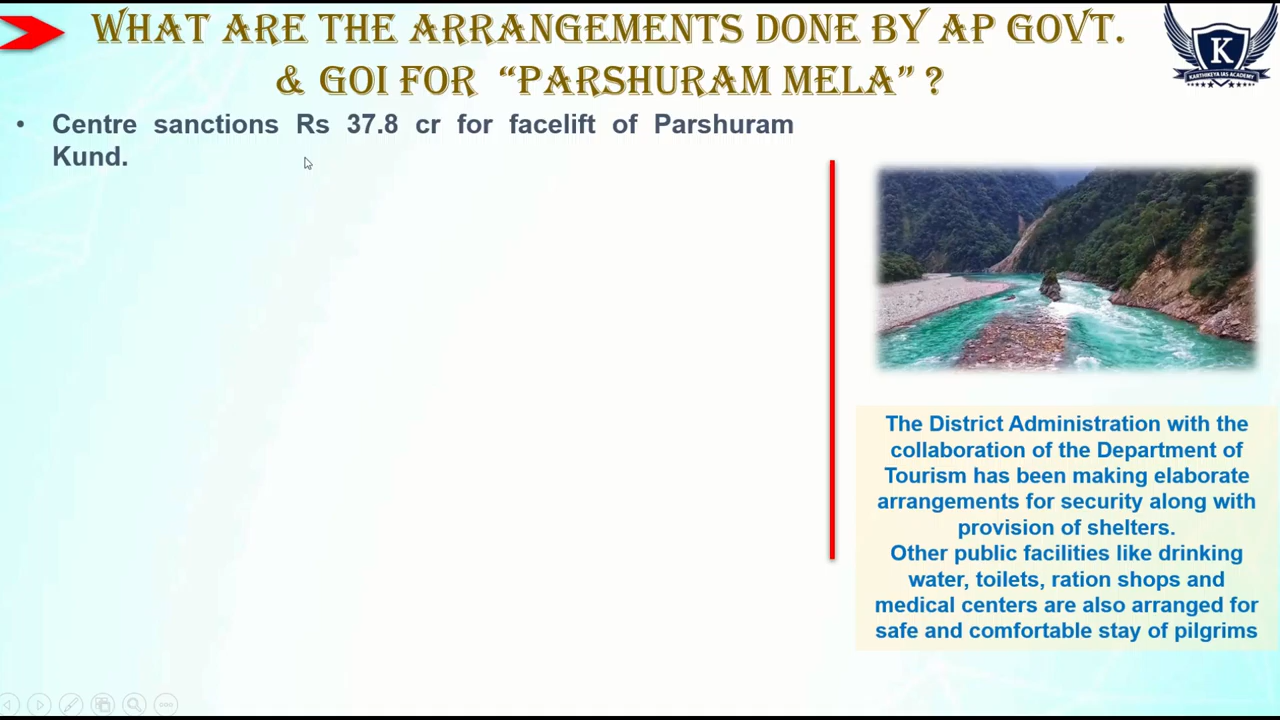 WHAT ARE THE ARRANGEMENTS DONE BY AP GOVT.
& GOI FOR “PARSHURAM MELA” ?
K
KARTHIKEYA IAS ACADEMY
• Centre sanctions Rs 37.8 cr for facelift of Parshuram
Kund.
The District Administration with the
collaboration of the Department of
Tourism has been making elaborate
arrangements for security along with
provision of shelters.
Other public facilities like drinking
water, toilets, ration shops and
medical centers are also arranged for
safe and comfortable stay of pilgrims